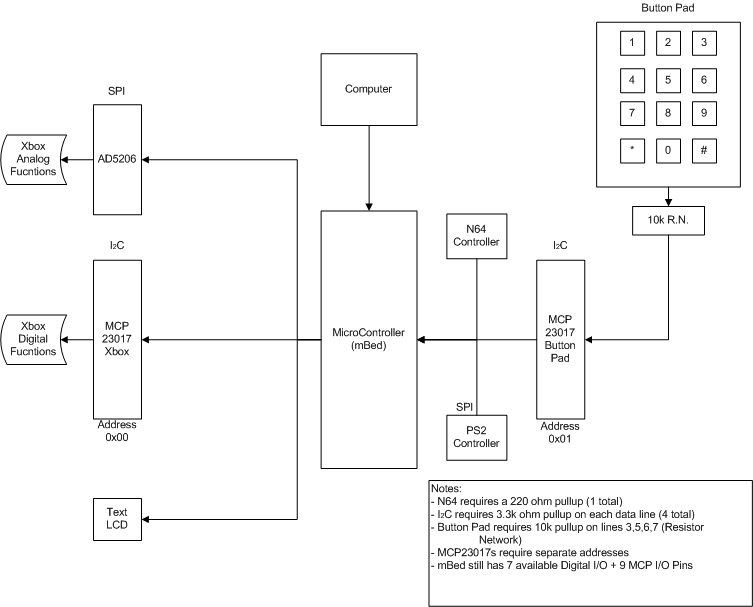 Button Pad
1 2 3
4 5 6
7 8 9
* 0 #
10k R.N.
Computer
SPI
AD5206
Xbox
Analog
Fucntions
I2C
MCP
23017
Xbox
Address
0x00
Xbox
Digital
Fucntions
Text
LCD
MicroController
(mBed)
N64
Controller
SPI
PS2
Controller
I2C
MCP
23017
Button
Pad
Address
0x01
Notes:
- N64 requires a 220 ohm pullup (1 total)
- I2C requires 3.3k ohm pullup on each data line (4 total)
- Button Pad requires 10k pullup on lines 3,5,6,7 (Resistor
Network)
- MCP23017s require separate addresses
- mBed still has 7 available Digital I/O + 9 MCP I/O Pins